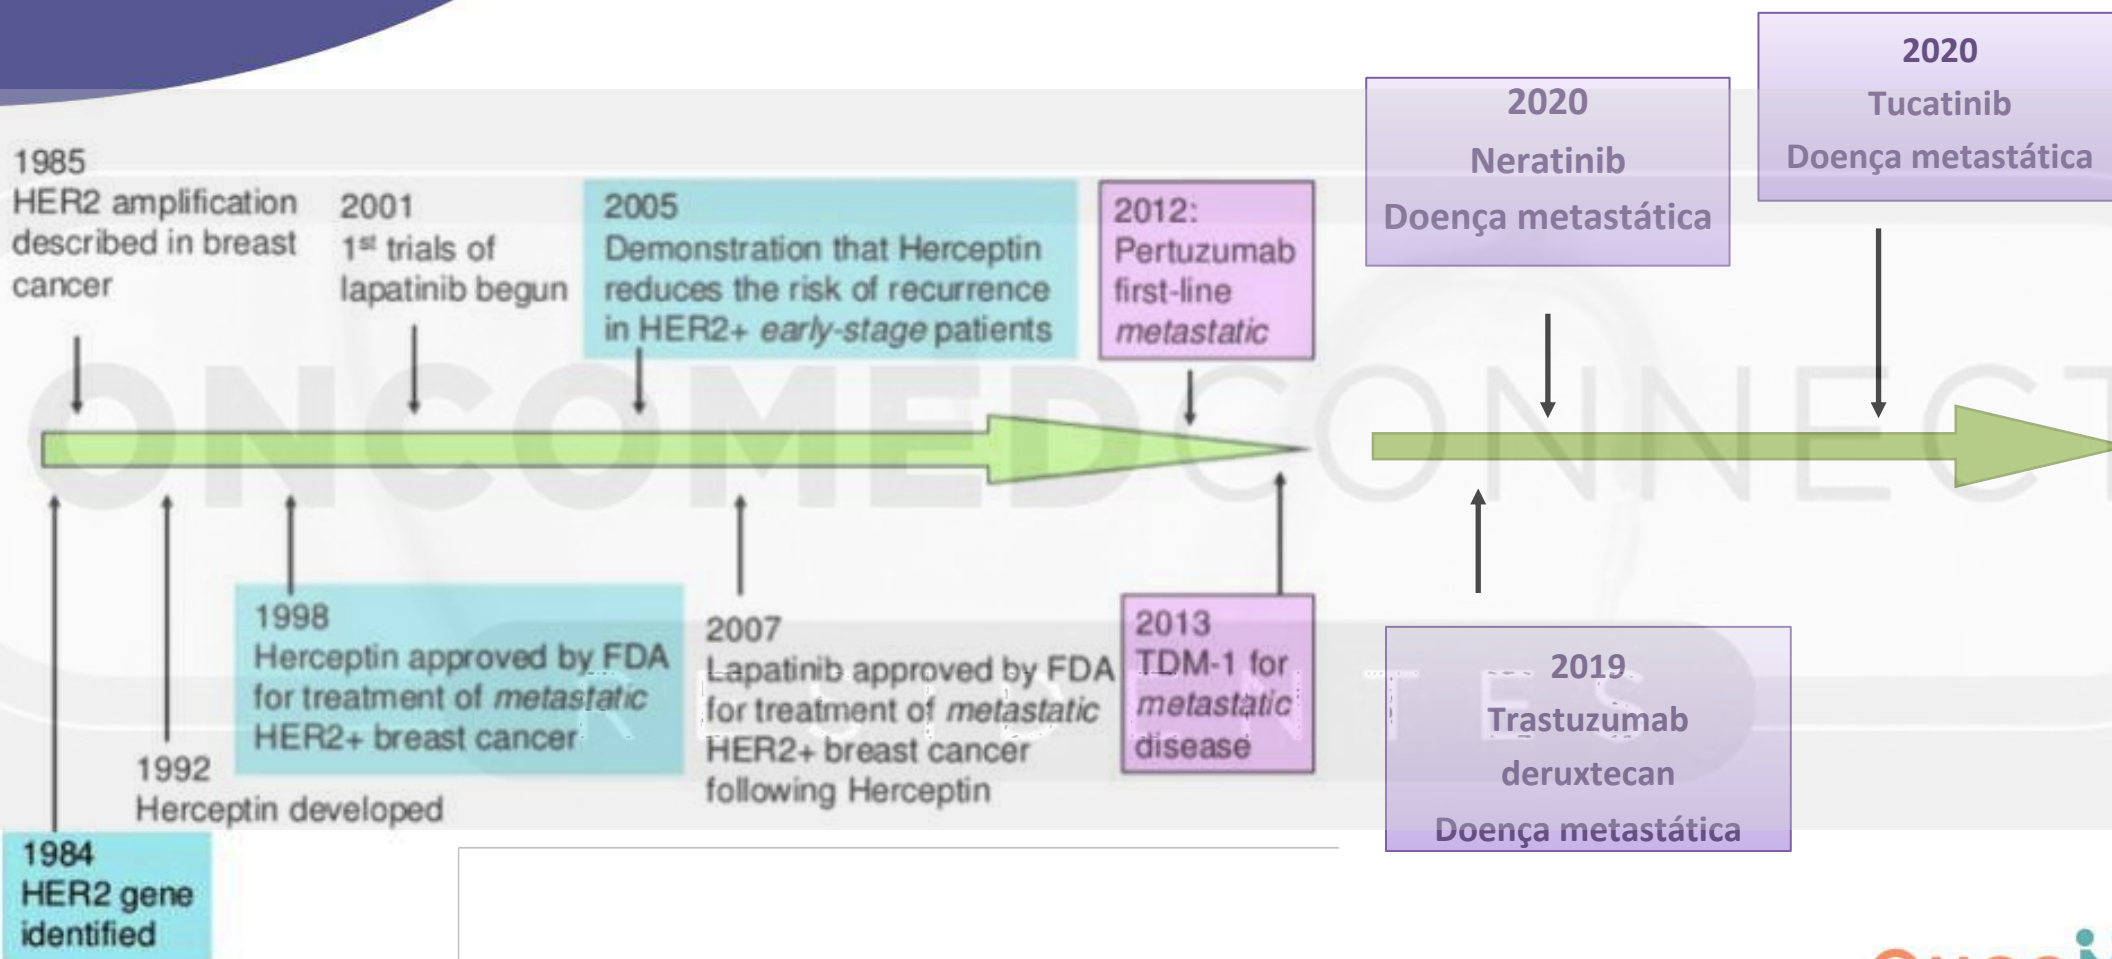 2020
Tucatinib
Doença metastática
2020
Neratinib
Doença metastática
1985
HER2 amplification
described in breast
cancer
2001
1st trials of
lapatinib begun
2005
Demonstration that Herceptin
reduces the risk of recurrence
in HER2+ early-stage patients
2012:
Pertuzumab
first-line
metastatic
ONCOMEDCONNECT
1998
Herceptin approved by FDA
for treatment of metastatic
HER2+ breast cancer
2007
Lapatinib approved by FDA
for treatment of metastatic
HER2+ breast cancer
following Herceptin
2013
TDM-1 for
metastatic
disease
2019
Trastuzumab
deruxtecan
Doença metastática
RESIDENTES
1992
Herceptin developed
1984
HER2 gene
identified